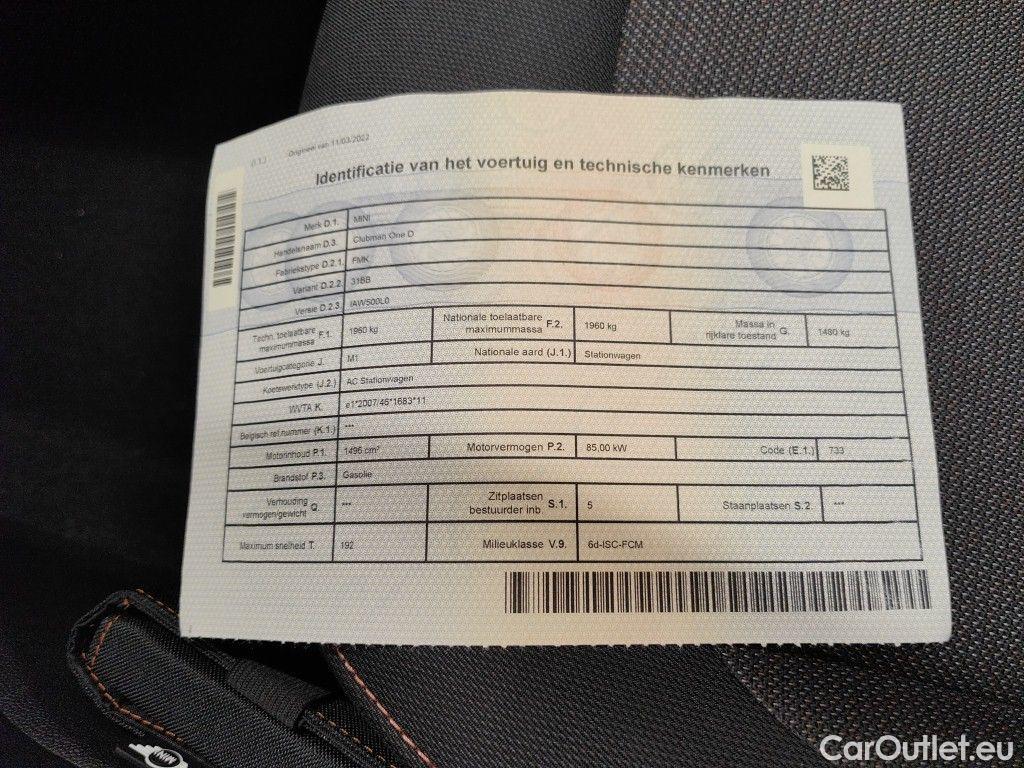 (I.1.) Origineel van 11/03/2022
Identificatie van het voertuig en technische kenmerken
Merk D.1. MINI
Handelsnaam D.3. Clubman One D
Fabriekstype D.2.1. FMK
Variant D.2.2. 31BB
Versie D.2.3. IAW500L0
Techn. toelaatbare maximummassa F.1. 1960 kg Nationale toelaatbare maximummassa F.2. 1960 kg Massa in rijklare toestand G. 1480 kg
Voertuigcategorie J. M1 Nationale aard (J.1.) Stationwagen
Koetswerktype (J.2.) AC Stationwagen
WVTA K. e1*2007/46*1683*11
Belgisch ref.nummer (K.1.) ***
Motorinhoud P.1. 1496 cm³ Motorvermogen P.2. 85,00 kW Code (E.1.) 733
Brandstof P.3. Gasolie
Verhouding vermogen/gewicht Q. *** Zitplaatsen bestuurder inb. S.1. 5 Staanplaatsen S.2. ***
Maximum snelheid T. 192 Milieuklasse V.9. 6d-ISC-FCM
CarOutlet.eu